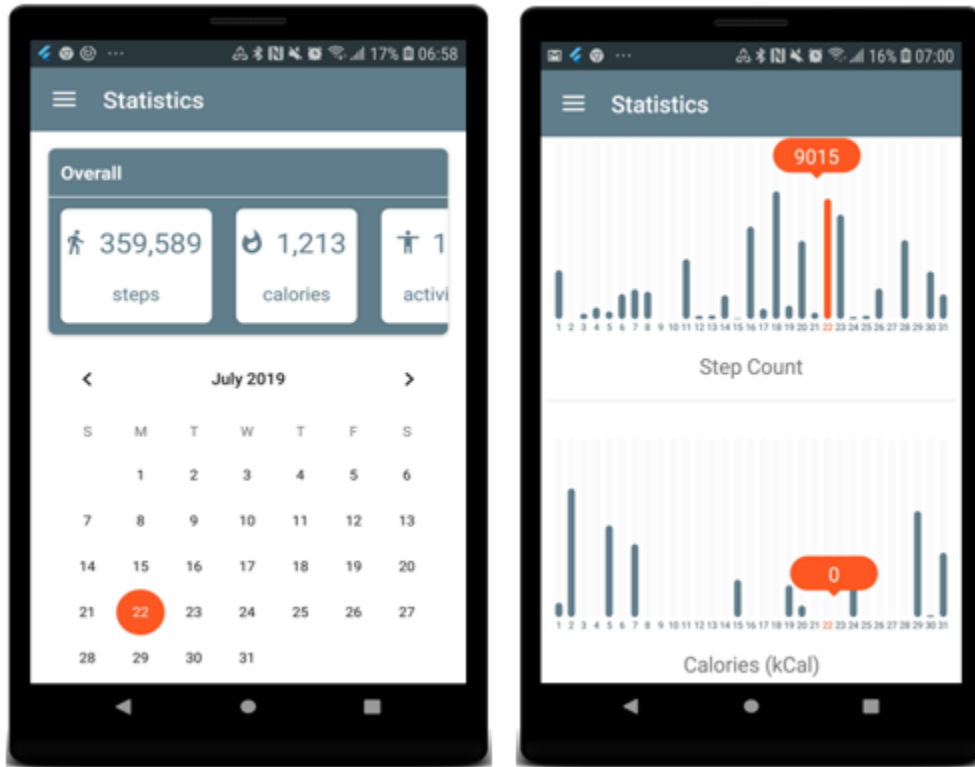 17% 06:58
Statistics
Overall
359,589
steps
1,213
calories
1
activi
July 2019
S M T W T F S
1 2 3 4 5 6
7 8 9 10 11 12 13
14 15 16 17 18 19 20
21 22 23 24 25 26 27
28 29 30 31
16% 07:00
Statistics
9015
1 2 3 4 5 6 7 8 9 10 11 12 13 14 15 16 17 18 19 20 21 22 23 24 25 26 27 28 29 30 31
Step Count
0
1 2 3 4 5 6 7 8 9 10 11 12 13 14 15 16 17 18 19 20 21 22 23 24 25 26 27 28 29 30 31
Calories (kCal)